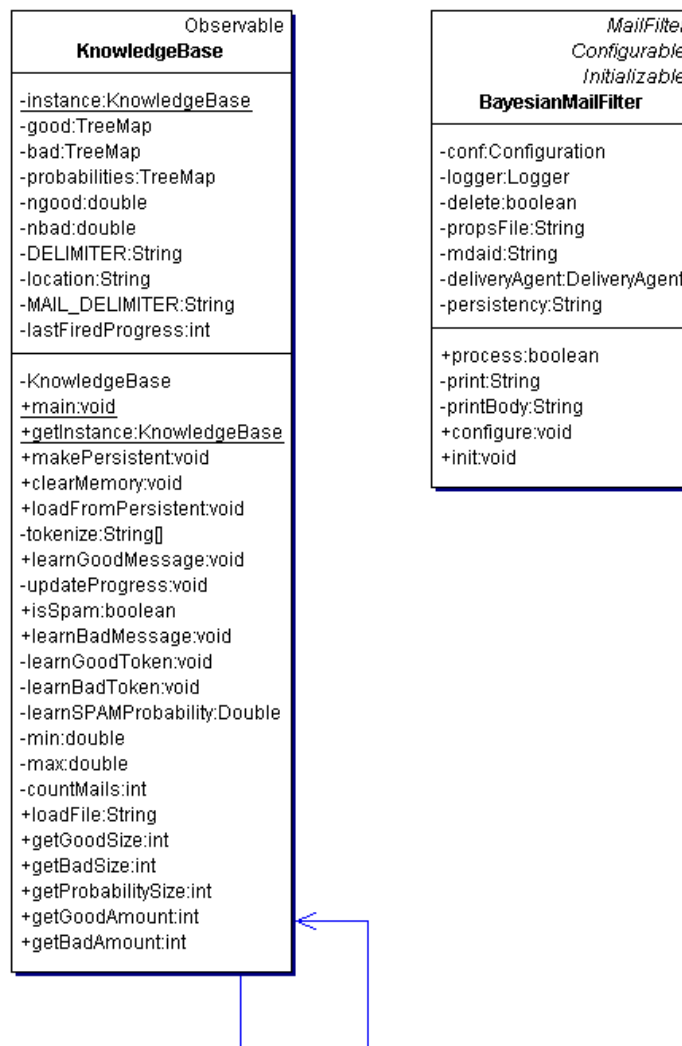 Observable
KnowledgeBase
-instance:KnowledgeBase
-good:TreeMap
-bad:TreeMap
-probabilities:TreeMap
-ngood:double
-nbad:double
-DELIMITER:String
-location:String
-MAIL_DELIMITER:String
-lastFiredProgress:int
-KnowledgeBase
+main:void
+getInstance:KnowledgeBase
+makePersistent:void
+clearMemory:void
+loadFromPersistent:void
-tokenize:String[]
+learnGoodMessage:void
-updateProgress:void
+isSpam:boolean
+learnBadMessage:void
-learnGoodToken:void
-learnBadToken:void
-learnSPAMProbability:Double
-min:double
-max:double
-countMails:int
+loadFile:String
+getGoodSize:int
+getBadSize:int
+getProbabilitySize:int
+getGoodAmount:int
+getBadAmount:int
MailFilter
Configurable
Initializable
BayesianMailFilter
-conf:Configuration
-logger:Logger
-delete:boolean
-propsFile:String
-mdaid:String
-deliveryAgent:DeliveryAgent
-persistency:String
+process:boolean
-print:String
-printBody:String
+configure:void
+init:void